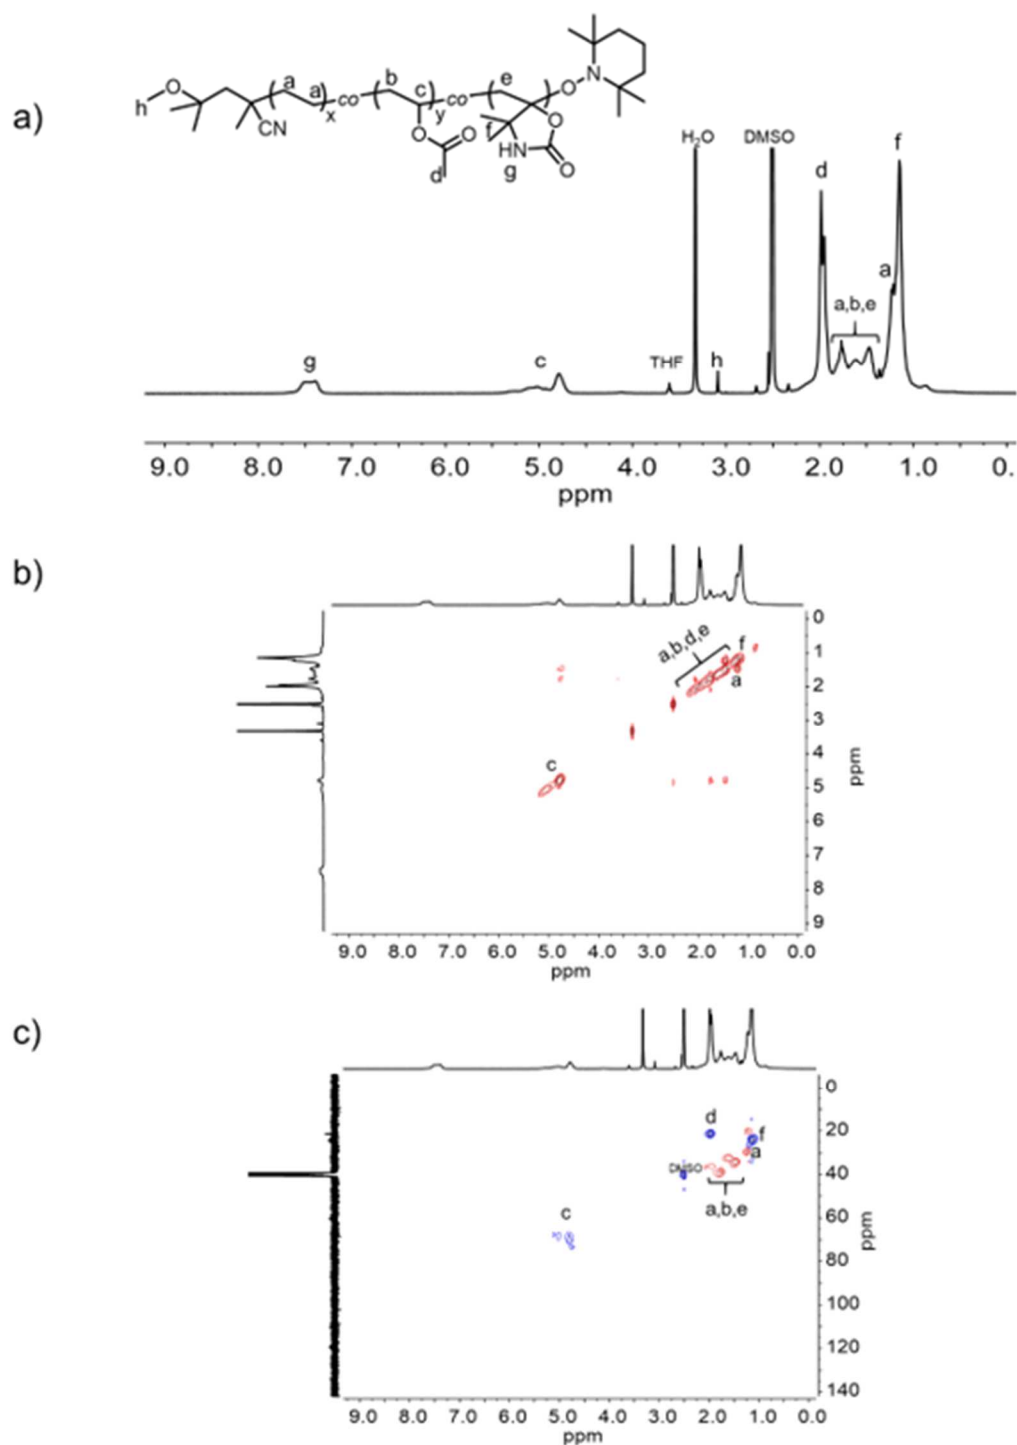 a)
O
h
a
a
x
CN
co
b
c
y
O
O
d
co
e
f
HN
g
O
O
O
N
H₂O
DMSO
d
f
a
a,b,e
g
c
THF
h
9.0 8.0 7.0 6.0 5.0 4.0 3.0 2.0 1.0 0.
ppm
b)
a,b,d,e
f
a
c
0
1
2
3
4
5
6
7
8
9
ppm
9.0 8.0 7.0 6.0 5.0 4.0 3.0 2.0 1.0 0.0
ppm
c)
d
f
a
DMSO
a,b,e
c
0
20
40
60
80
100
120
140
ppm
9.0 8.0 7.0 6.0 5.0 4.0 3.0 2.0 1.0 0.0
ppm